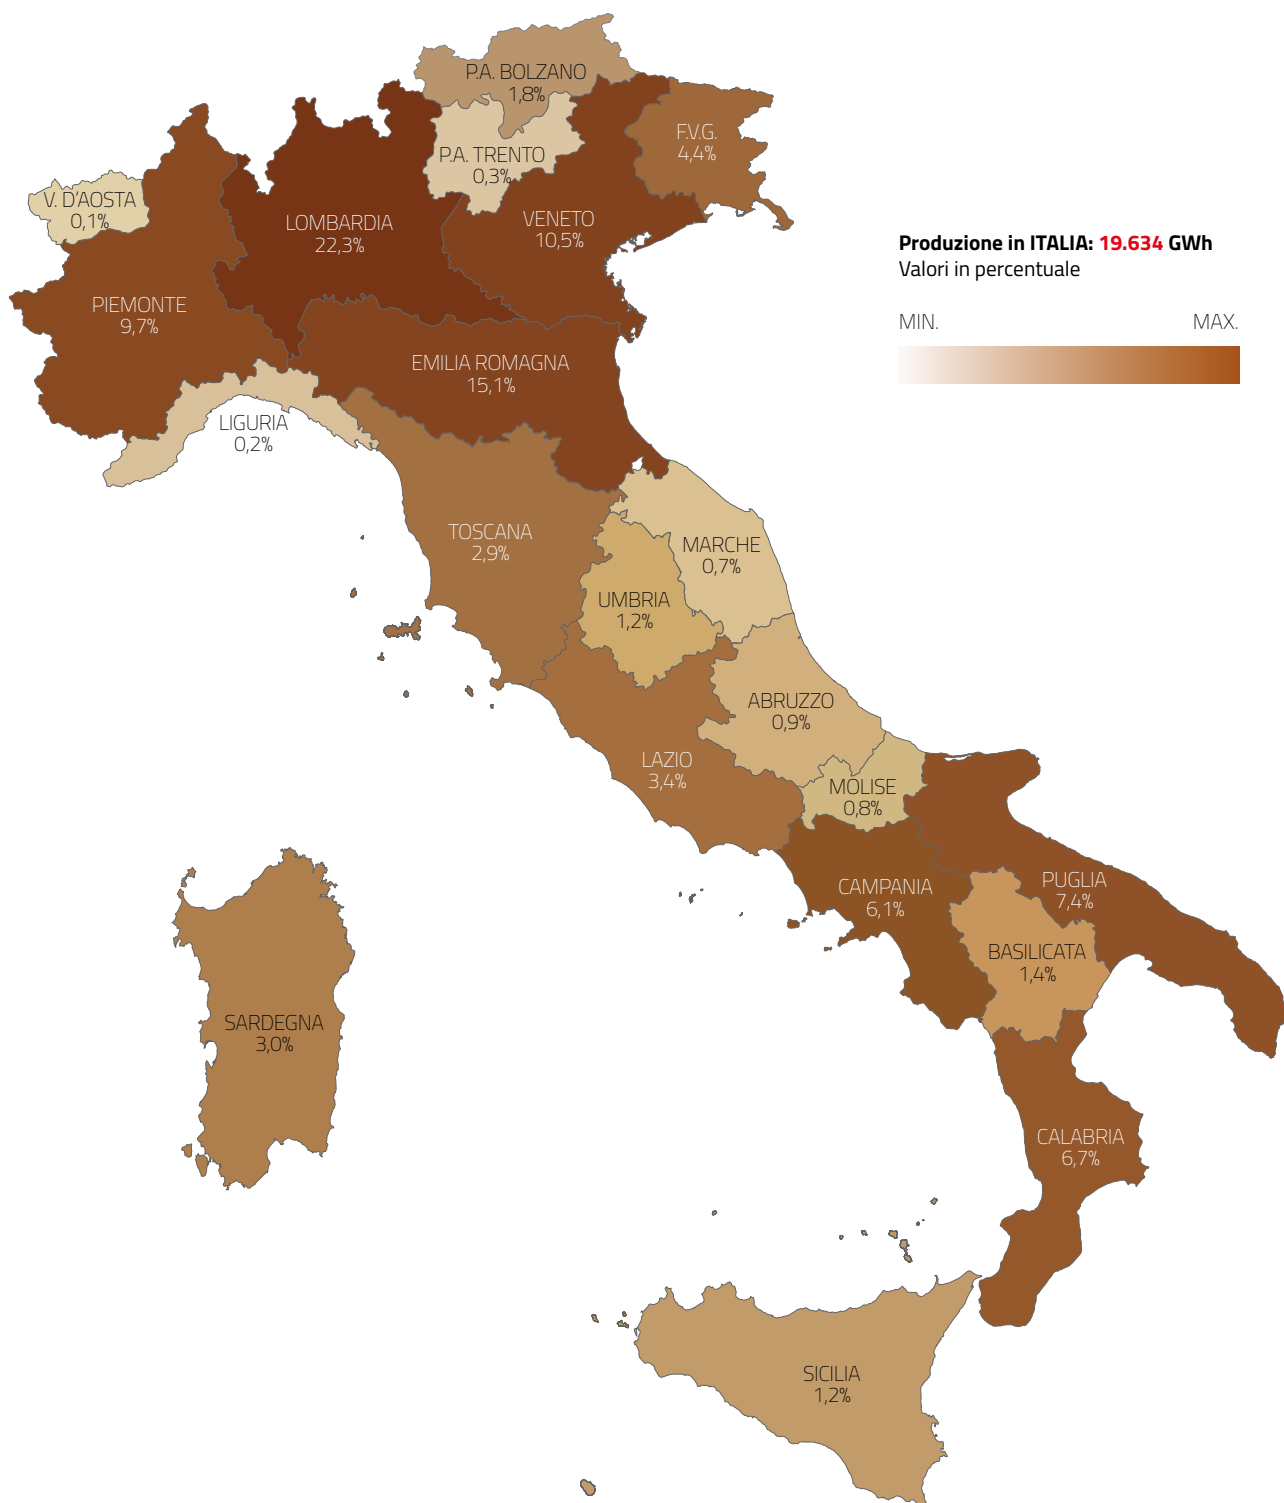 P.A. BOLZANO
1,8%
F.V.G.
4,4%
P.A. TRENTO
0,3%
V. D'AOSTA
0,1%
LOMBARDIA
22,3%
VENETO
10,5%
Produzione in ITALIA: 19.634 GWh
Valori in percentuale
MIN.
MAX.
PIEMONTE
9,7%
EMILIA ROMAGNA
15,1%
LIGURIA
0,2%
TOSCANA
2,9%
MARCHE
0,7%
UMBRIA
1,2%
ABRUZZO
0,9%
LAZIO
3,4%
MOLISE
0,8%
CAMPANIA
6,1%
PUGLIA
7,4%
BASILICATA
1,4%
SARDEGNA
3,0%
CALABRIA
6,7%
SICILIA
1,2%